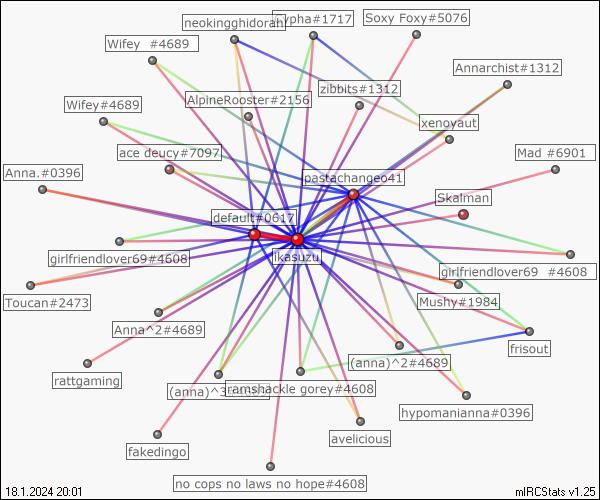 neokingghidorah
cypha#1717
Soxy Foxy#5076
Wifey  #4689
Annarchist#1312
zibbits#1312
Wifey#4689
AlpineRooster#2156
xenovaut
ace deucy#7097
Mad #6901
Anna.#0396
pastachangeo41
Skalman
default#0617
ikasuzu
girlfriendlover69#4608
girlfriendlover69  #4608
Toucan#2473
Mushy#1984
Anna^2#4689
frisout
(anna)^2#4689
rattgaming
(anna)^3
ramshackle gorey#4608
hypomanianna#0396
avelicious
fakedingo
no cops no laws no hope#4608
18.1.2024 20:01
mIRCStats v1.25